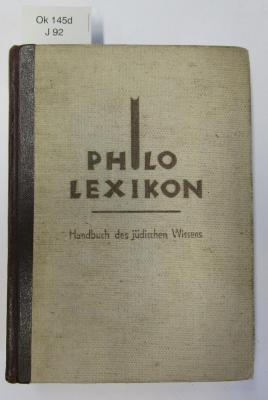 Ok 145d
J 92
PHILO
LEXIKON
Handbuch des jüdischen Wissens